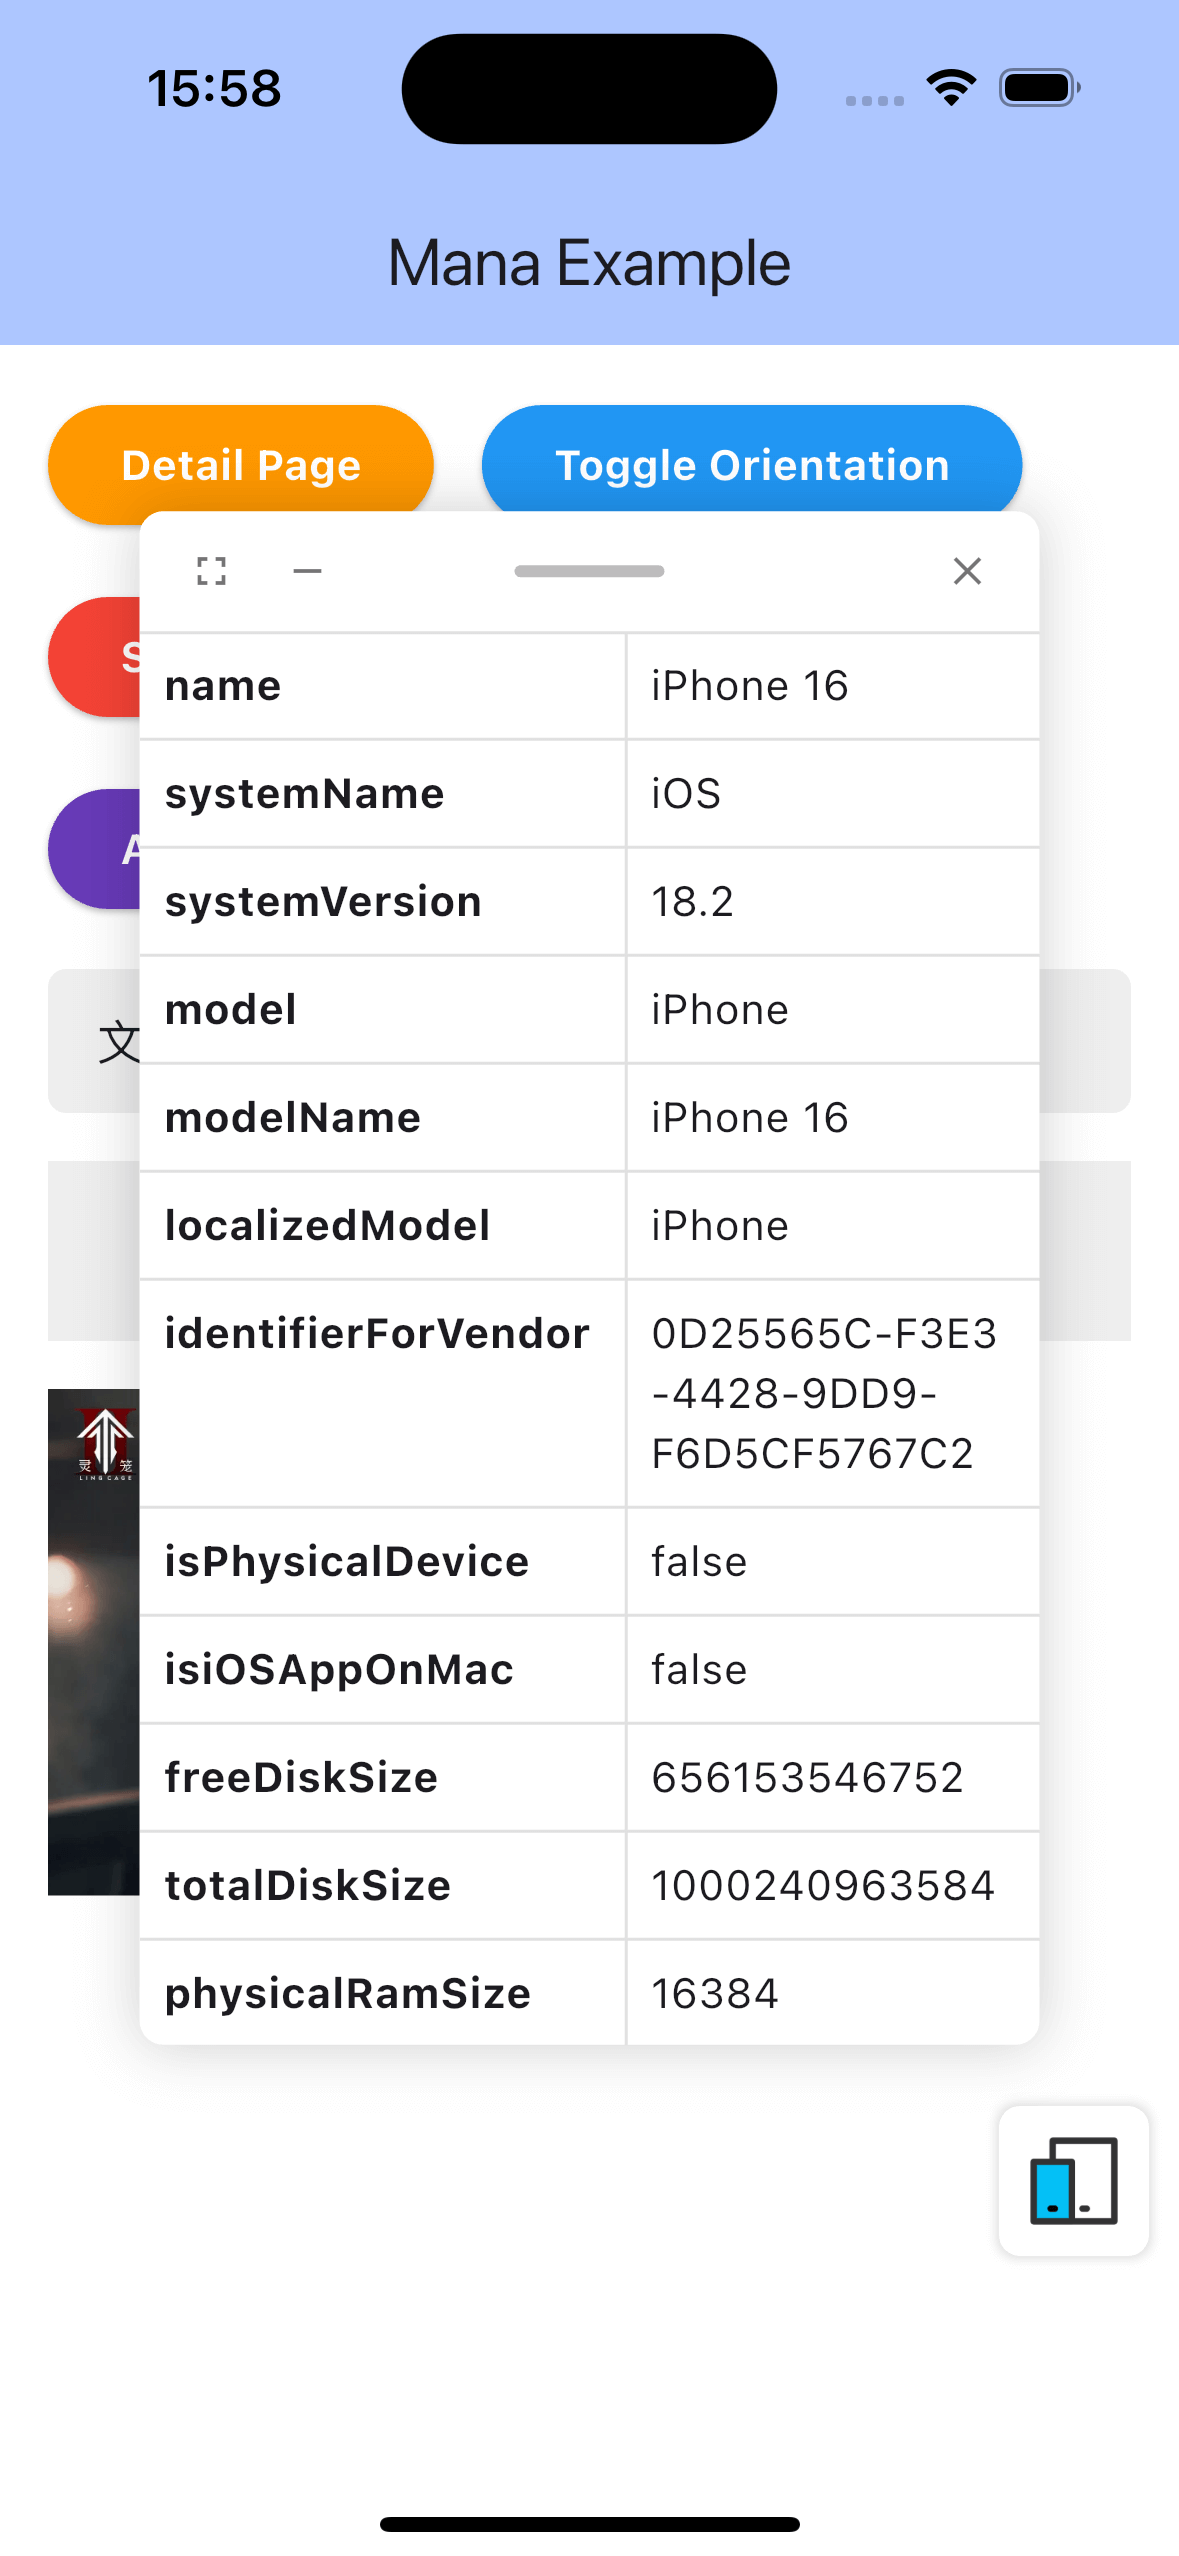 15:58
Mana Example
Detail Page
Toggle Orientation
name
iPhone 16
systemName
iOS
systemVersion
18.2
model
iPhone
modelName
iPhone 16
localizedModel
iPhone
identifierForVendor
0D25565C-F3E3
-4428-9DD9-
F6D5CF5767C2
isPhysicalDevice
false
isiOSAppOnMac
false
freeDiskSize
656153546752
totalDiskSize
1000240963584
physicalRamSize
16384
S
A
文
灵 笼
LING CAGE